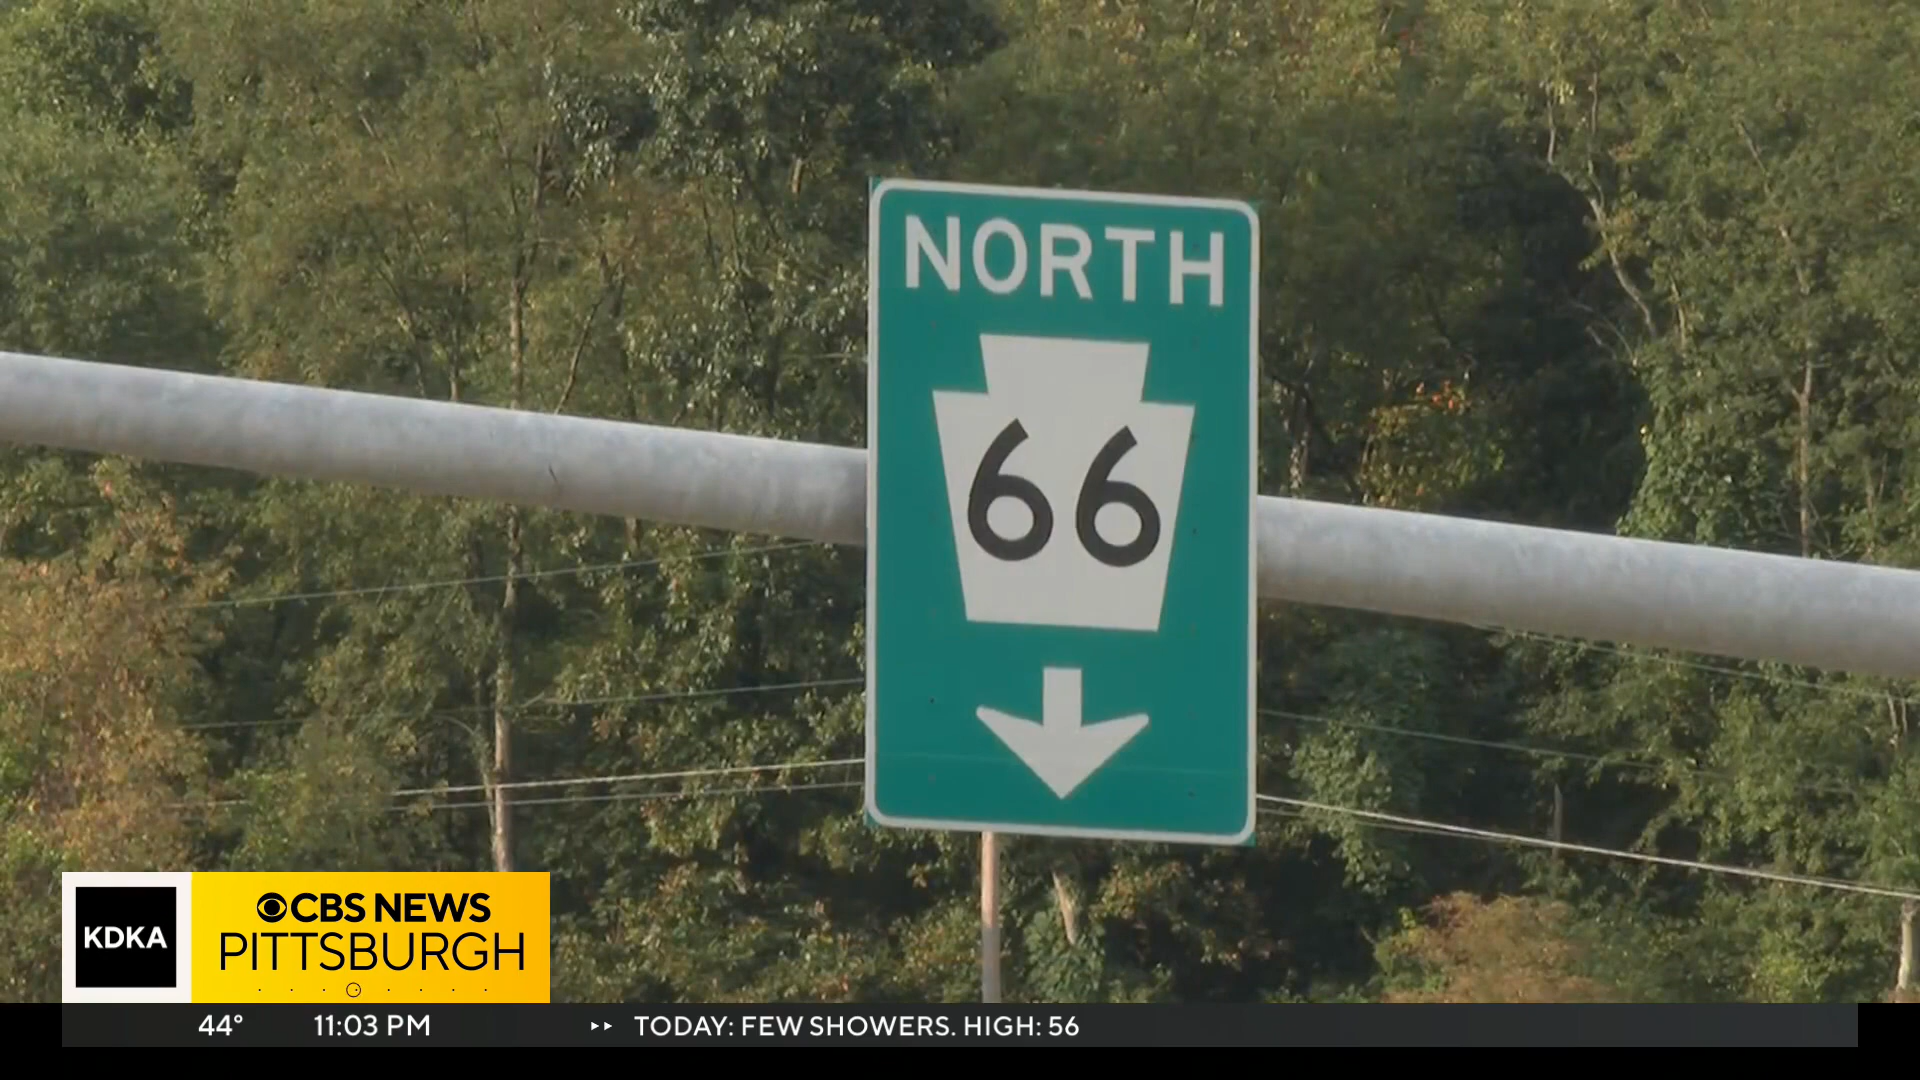 NORTH
66
KDKA
CBS NEWS
PITTSBURGH
44° 11:03 PM TODAY: FEW SHOWERS. HIGH: 56